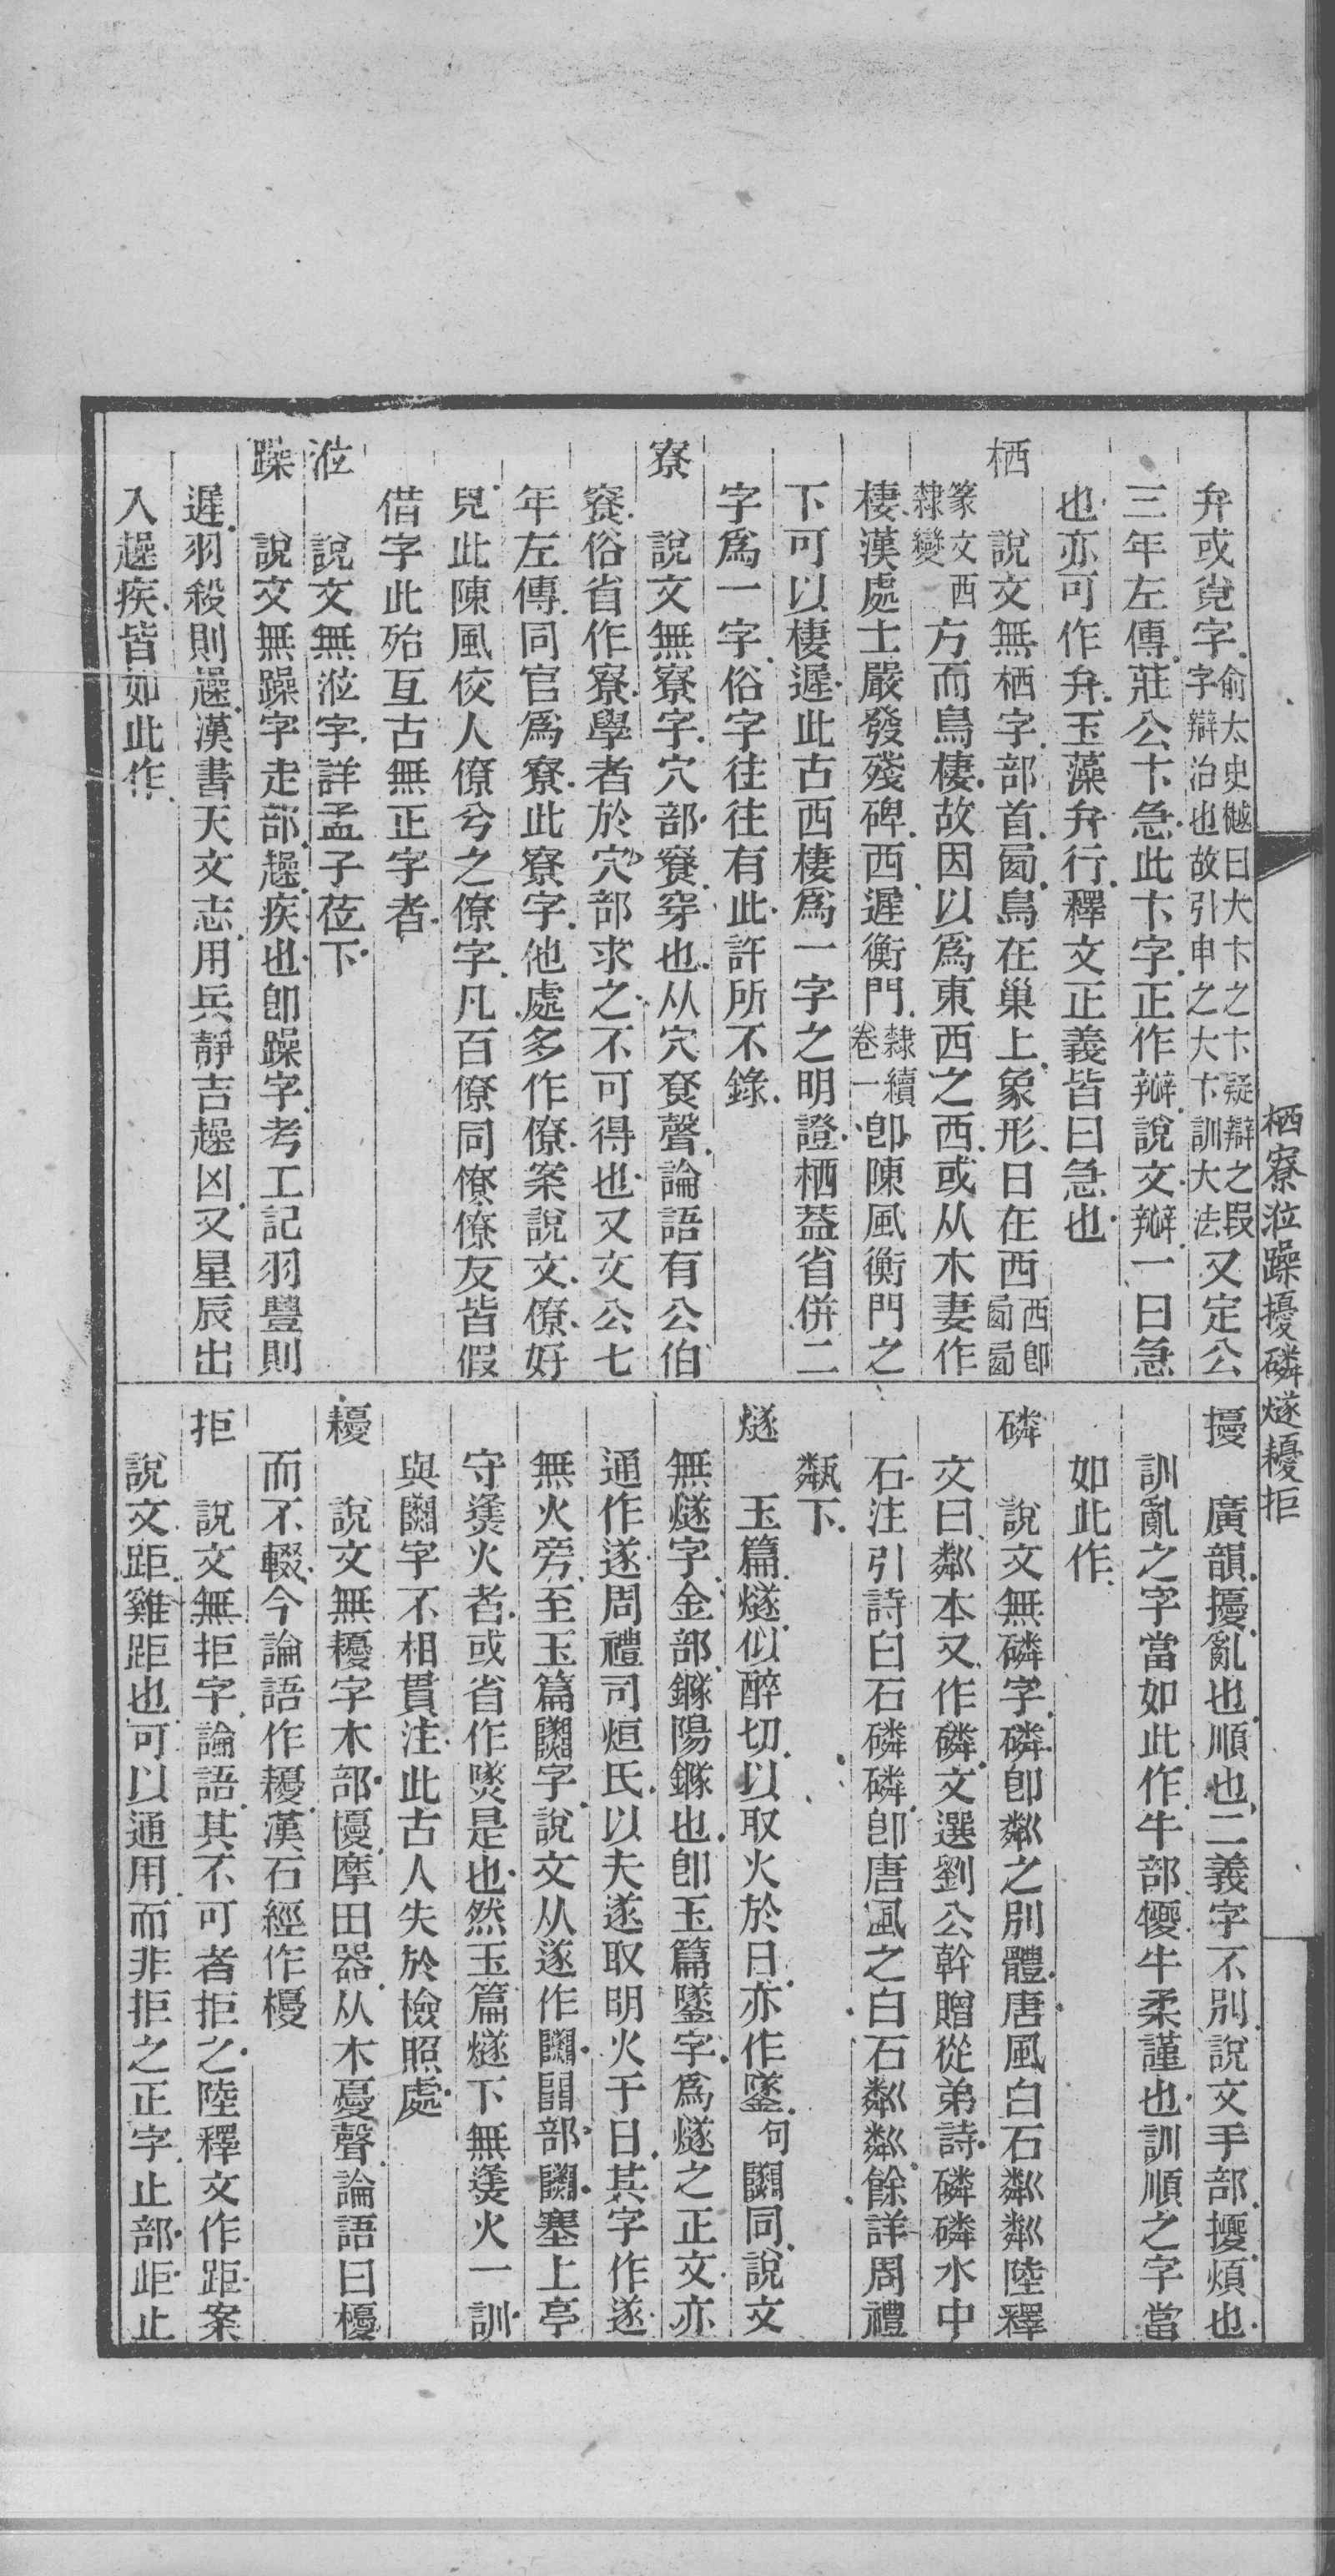 栖寮涖躁擾磷燧耰拒
弁或覍字俞太史樾曰大卞之卞疑辯之叚字辯治也故引申之大卞訓大法又定公
三年左傳莊公卞急此卞字正作辮說文辮一曰急
也亦可作弁玉藻弁行釋文正義皆曰急也
栖
說文無栖字部首㢴鳥在巢上象形日在西西卽㢴㢴
篆文西隸變方而鳥棲故因以爲東西之西或从木妻作
棲漢處士嚴發殘碑西遲衡門隸續卷一卽陳風衡門之
下可以棲遲此古西棲爲一字之明證栖葢省併二
字爲一字俗字往往有此許所不錄
寮
說文無寮字穴部竂穿也从穴尞聲論語有公伯
竂俗省作寮學者於穴部求之不可得也又文公七
年左傳同官爲寮此寮字他處多作僚案說文僚好
皃此陳風佼人僚兮之僚字凡百僚同僚僚友皆假
借字此殆互古無正字者
涖
說文無涖字詳孟子莅下
躁
說文無躁字走部趮疾也卽躁字考工記羽豐則
遲羽殺則趮漢書天文志用兵靜吉趮凶又星辰出
入趮疾皆如此作
擾
廣韻擾亂也順也二義字不別說文手部㹛煩也
訓亂之字當如此作牛部犪牛柔謹也訓順之字當
如此作
磷
說文無磷字磷卽粼之別體唐風白石粼粼陸釋
文曰粼本又作磷文選劉公幹贈從弟詩磷磷水中
石注引詩白石磷磷卽唐風之白石粼粼餘詳周禮
甐下
燧
玉篇燧似醉切以取火於日亦作鐆句䥙同說文
無燧字金部鐆陽鐆也卽玉篇鐆字爲燧之正文亦
通作遂周禮司烜氏以夫遂取明火于日其字作遂
無火旁至玉篇䥙字說文从遂作䥙𨺅部䥙塞上亭
守㷭火者或省作㷮是也然玉篇燧下無㷭火一訓
與䥙字不相貫注此古人失於檢照處
耰
說文無耰字木部櫌摩田器从木憂聲論語曰櫌
而不輟今論語作耰漢石經作櫌
拒
說文無拒字論語其不可者拒之陸釋文作距案
說文距雞距也可以通用而非拒之正字止部歫止